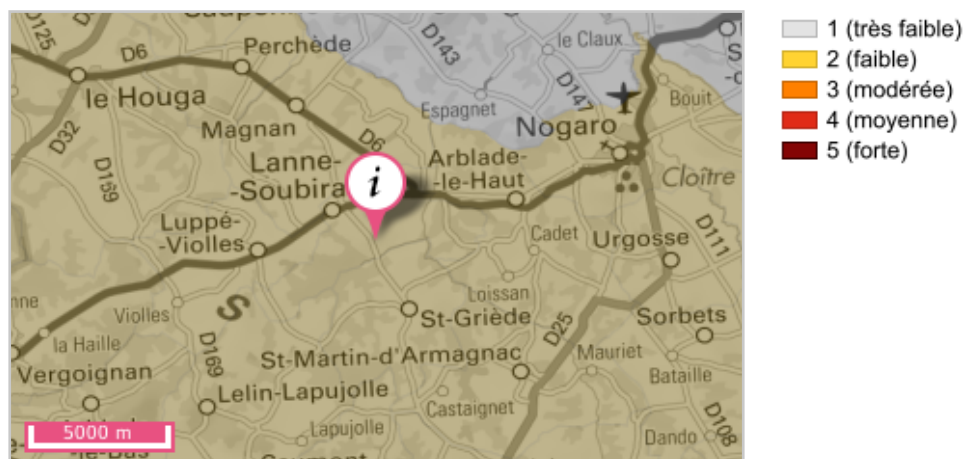 D125
D6
Perchède
D143
le Claux
le Houga
D147
Espagnet
Bouit
Magnan
Nogaro
D32
D6
D169
Lanne-
-Soubira
i
Arblade-
-le-Haut
Cloître
Luppé-
-Violles
Cadet
Urgosse
D111
Loissan
Violles
S
St-Griède
Sorbets
la Haille
D169
D25
St-Martin-d'Armagnac
Mauriet
Vergoignan
Bataille
Lelin-Lapujolle
Castaignet
D108
5000 m
Lapujolle
Dando
1 (très faible)
2 (faible)
3 (modérée)
4 (moyenne)
5 (forte)